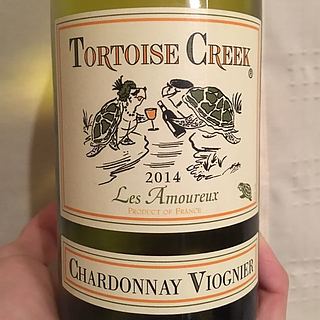 TORTOISE CREEK®
2014
Les Amoureux
PRODUCT OF FRANCE
CHARDONNAY VIOGNIER